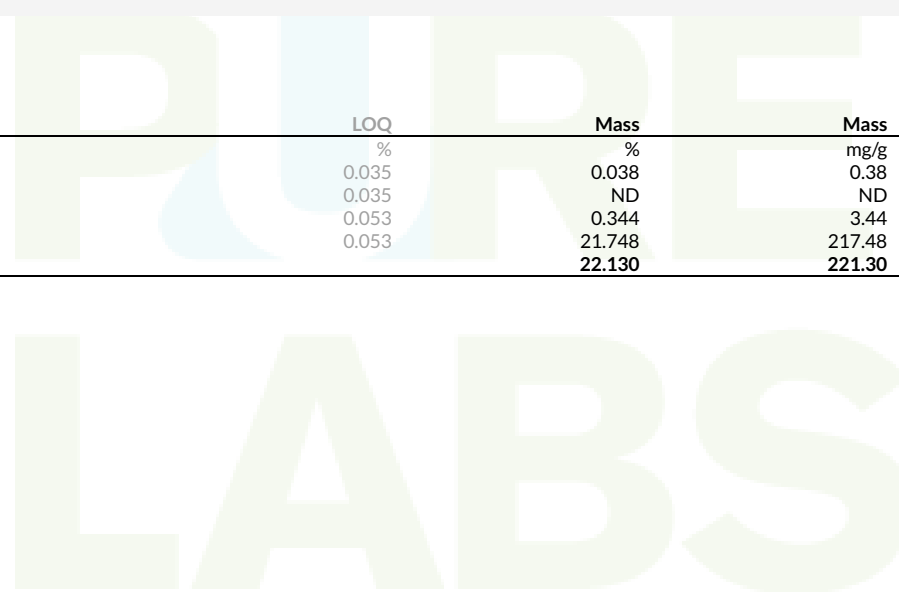 LOQ Mass Mass
% % mg/g
0.035 0.038 0.38
0.035 ND ND
0.053 0.344 3.44
0.053 21.748 217.48
22.130 221.30
PURE
LABS